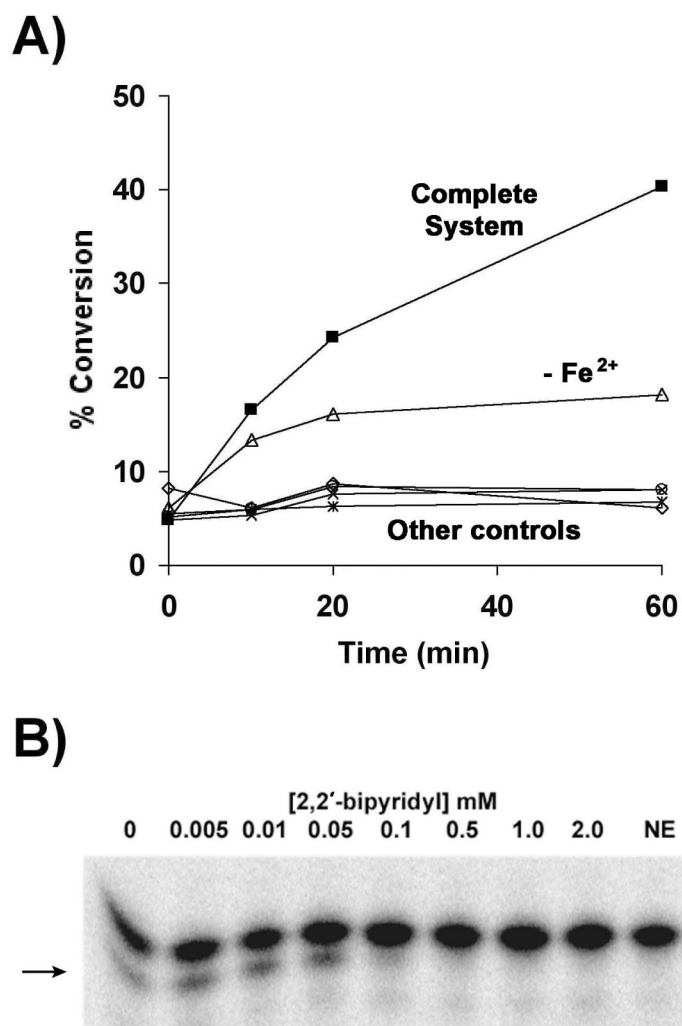 A)
50
40
30
20
10
0
% Conversion
Complete
System
- Fe²⁺
Other controls
0 20 40 60
Time (min)
B)
[2,2′-bipyridyl] mM
0 0.005 0.01 0.05 0.1 0.5 1.0 2.0 NE